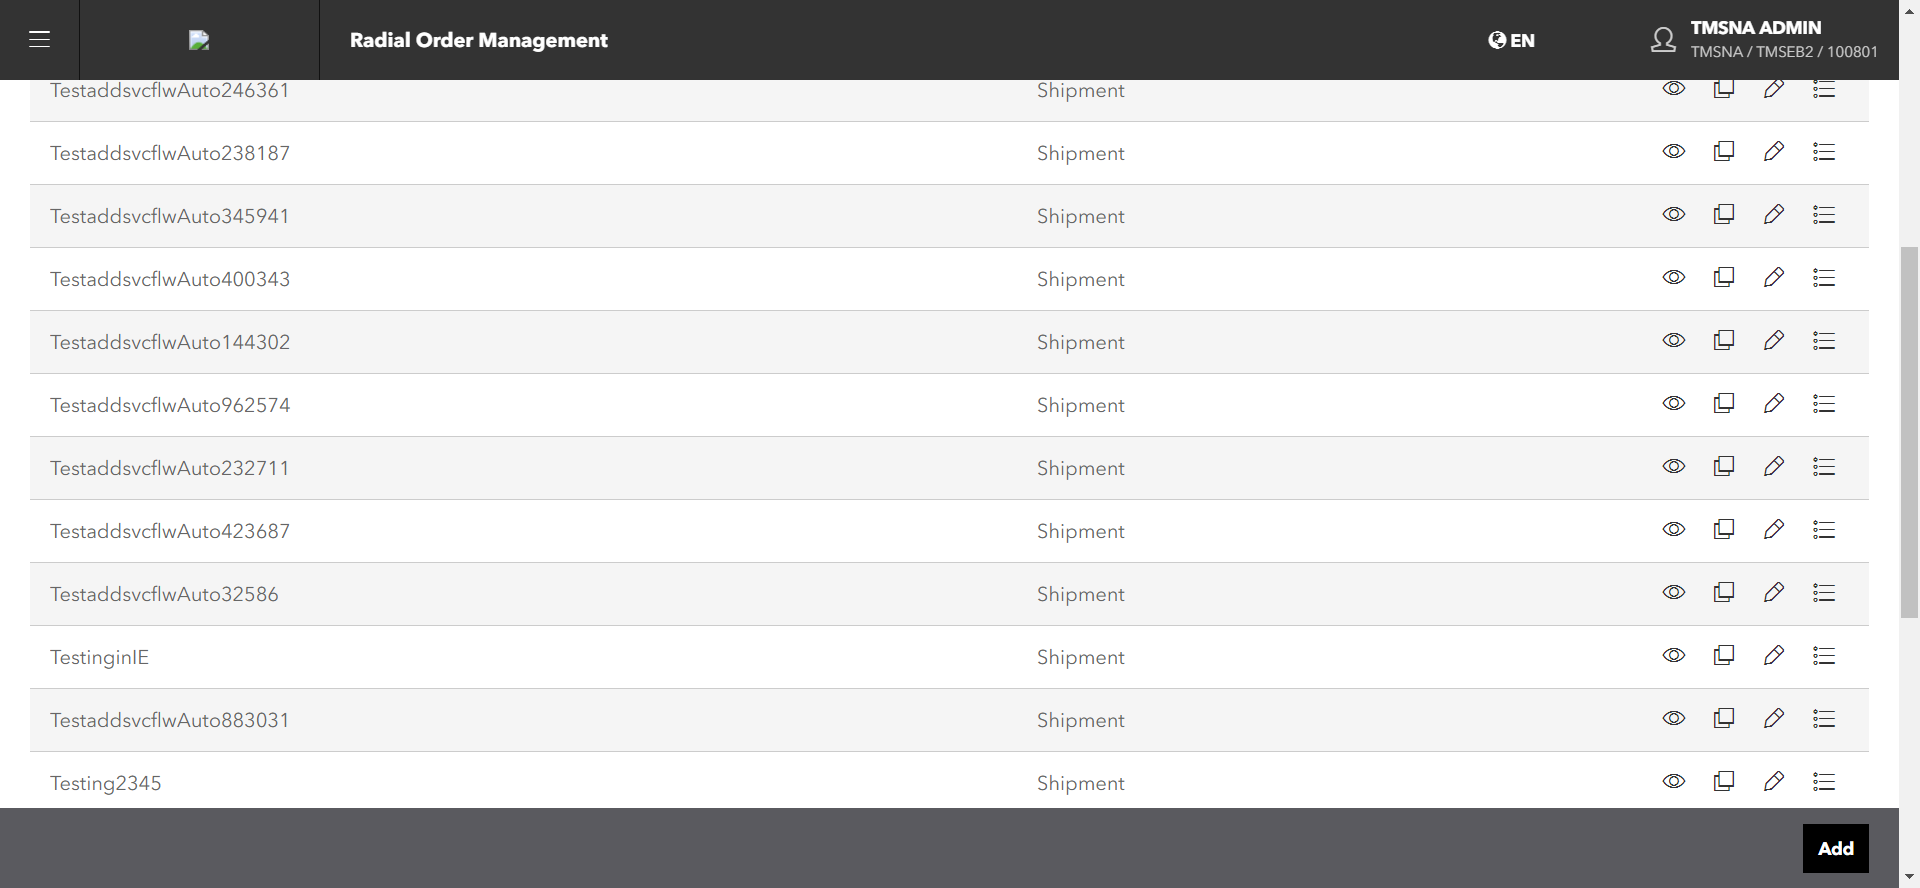 Radial Order Management
EN
TMSNA ADMIN
TMSNA / TMSEB2 / 100801
TestaddsvcflwAuto246361 Shipment
TestaddsvcflwAuto238187 Shipment
TestaddsvcflwAuto345941 Shipment
TestaddsvcflwAuto400343 Shipment
TestaddsvcflwAuto144302 Shipment
TestaddsvcflwAuto962574 Shipment
TestaddsvcflwAuto232711 Shipment
TestaddsvcflwAuto423687 Shipment
TestaddsvcflwAuto32586 Shipment
TestinginIE Shipment
TestaddsvcflwAuto883031 Shipment
Testing2345 Shipment
Add